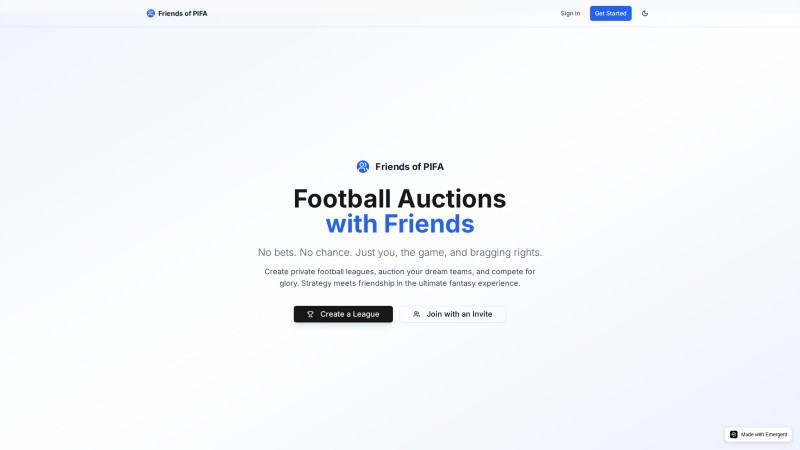 Friends of PIFA
Sign In
Get Started
Friends of PIFA
Football Auctions
with Friends
No bets. No chance. Just you, the game, and bragging rights.
Create private football leagues, auction your dream teams, and compete for
glory. Strategy meets friendship in the ultimate fantasy experience.
Create a League
Join with an Invite
Made with Emergent